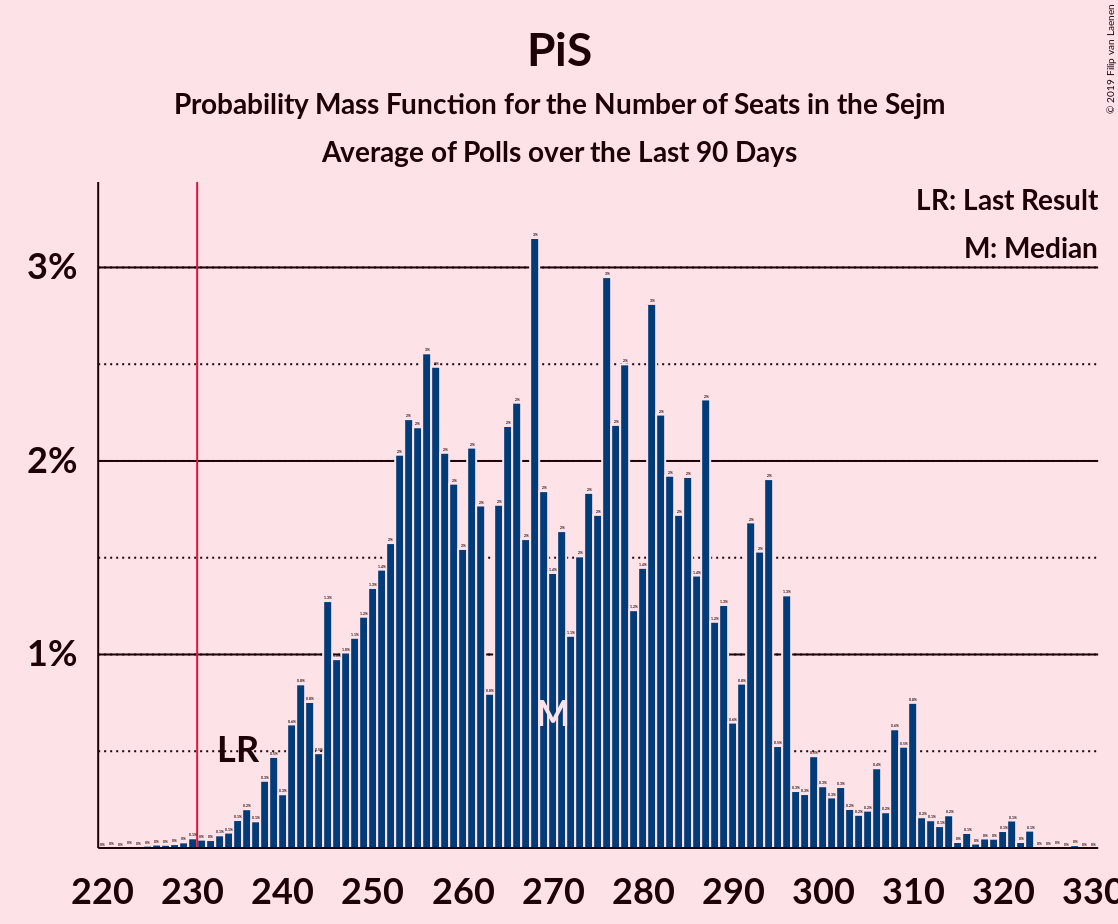 PiS
Probability Mass Function for the Number of Seats in the Sejm
Average of Polls over the Last 90 Days
© 2019 Filip van Laenen
LR: Last Result
M: Median
3%
2%
1%
LR
M
220 230 240 250 260 270 280 290 300 310 320 330